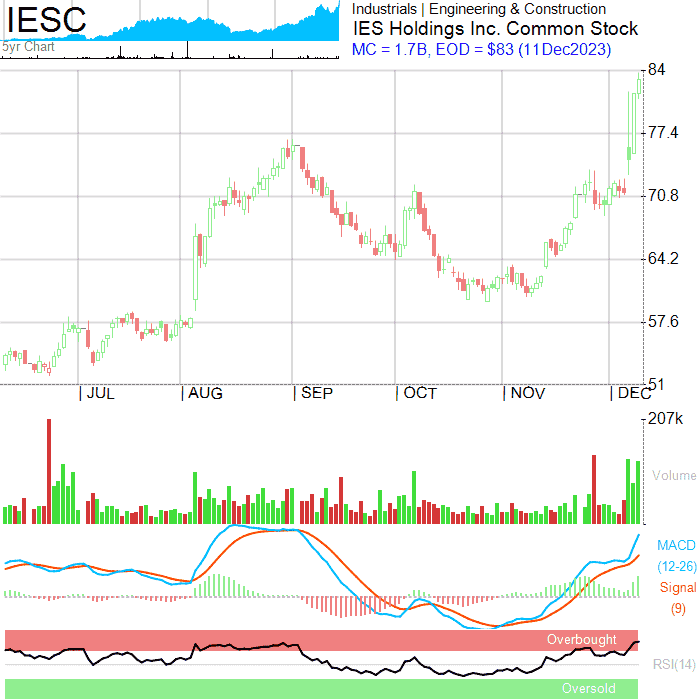 IESC
5yr Chart
Industrials | Engineering & Construction
IES Holdings Inc. Common Stock
MC = 1.7B, EOD = $83 (11Dec2023)
84
77.4
70.8
64.2
57.6
51
JUL AUG SEP OCT NOV DEC
207k
Volume
MACD
(12-26)
Signal
(9)
Overbought
RSI(14)
Oversold